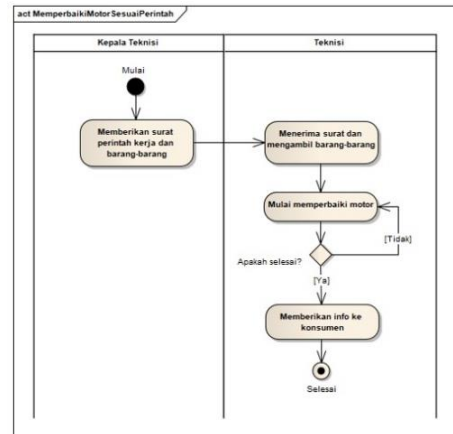 act MemperbaikiMotorSesuaiPerintah
Kepala Teknisi
Teknisi
Mulai
Memberikan surat
perintah kerja dan
barang-barang
Menerima surat dan
mengambil barang-barang
Mulai memperbaiki motor
[Tidak]
Apakah selesai?
[Ya]
Memberikan info ke
konsumen
Selesai